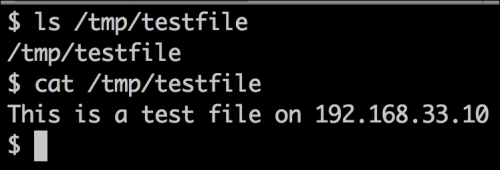 $ ls /tmp/testfile
/tmp/testfile
$ cat /tmp/testfile
This is a test file on 192.168.33.10
$